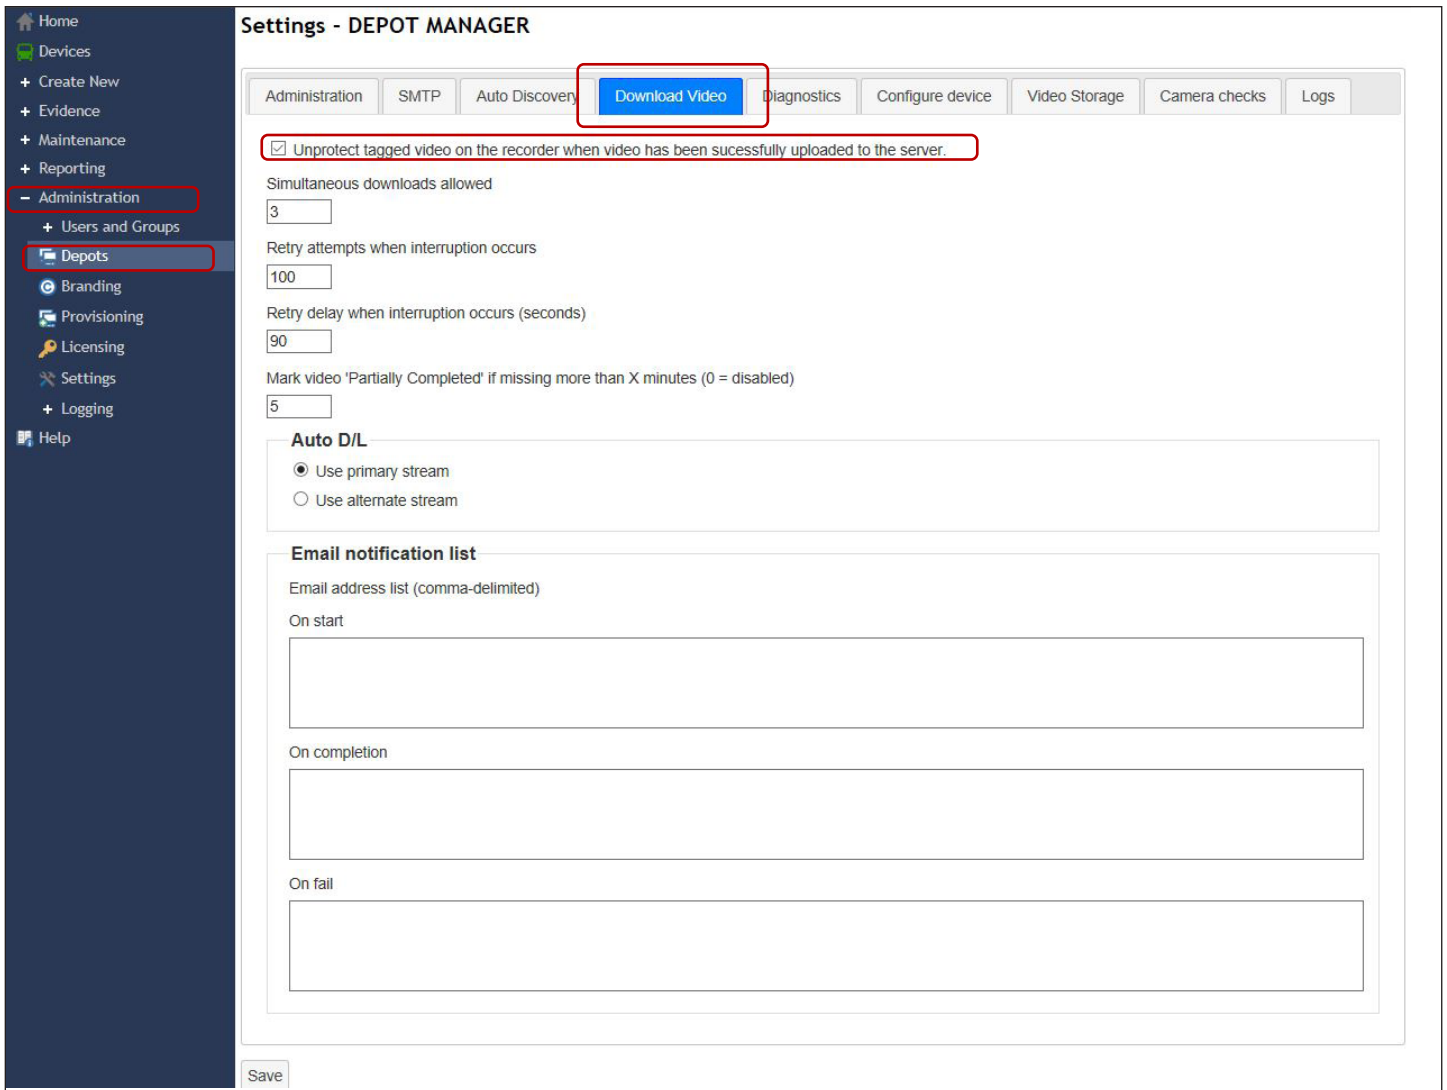 Home
Devices
+ Create New
+ Evidence
+ Maintenance
+ Reporting
− Administration
+ Users and Groups
Depots
Branding
Provisioning
Licensing
Settings
+ Logging
Help
Settings - DEPOT MANAGER
Administration SMTP Auto Discovery Download Video Diagnostics Configure device Video Storage Camera checks Logs
Unprotect tagged video on the recorder when video has been sucessfully uploaded to the server.
Simultaneous downloads allowed
3
Retry attempts when interruption occurs
100
Retry delay when interruption occurs (seconds)
90
Mark video 'Partially Completed' if missing more than X minutes (0 = disabled)
5
Auto D/L
Use primary stream
Use alternate stream
Email notification list
Email address list (comma-delimited)
On start
On completion
On fail
Save